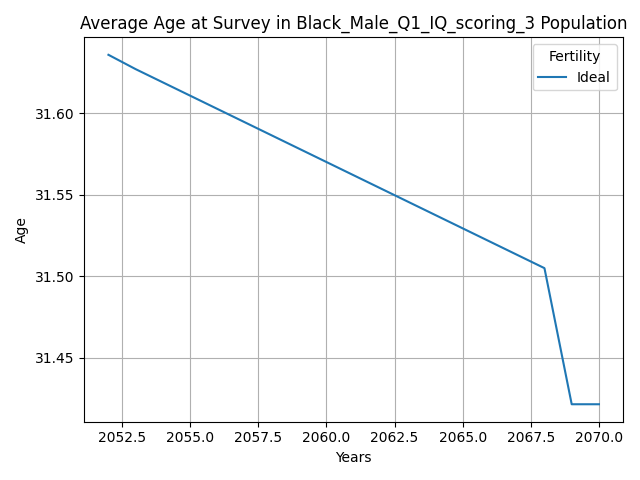 Average Age at Survey in Black_Male_Q1_IQ_scoring_3 Population
Fertility
Ideal
31.60
31.55
31.50
31.45
Age
2052.5 2055.0 2057.5 2060.0 2062.5 2065.0 2067.5 2070.0
Years